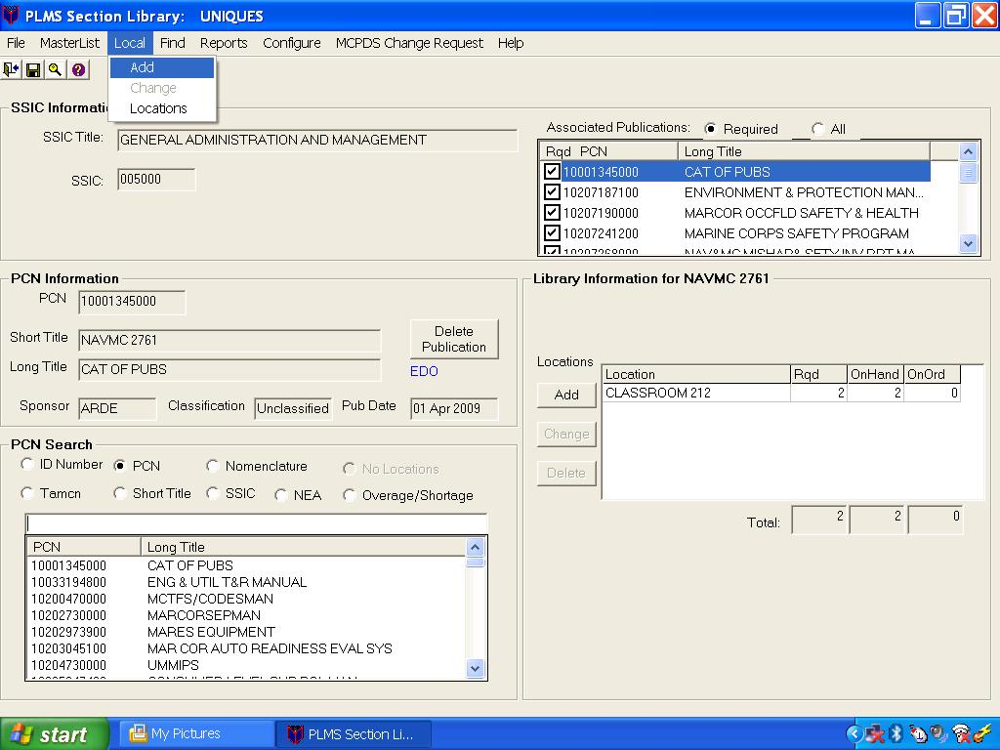 PLMS Section Library:   UNIQUES
File MasterList Local Find Reports Configure MCPDS Change Request Help
Add
Change
Locations
SSIC Informati
SSIC Title: GENERAL ADMINISTRATION AND MANAGEMENT
SSIC: 005000
Associated Publications: Required All
Rqd PCN Long Title
10001345000 CAT OF PUBS
10207187100 ENVIRONMENT & PROTECTION MAN...
10207190000 MARCOR OCCFLD SAFETY & HEALTH
10207241200 MARINE CORPS SAFETY PROGRAM
PCN Information
PCN 10001345000
Short Title NAVMC 2761
Long Title CAT OF PUBS
Delete
Publication
EDO
Sponsor ARDE Classification Unclassified Pub Date 01 Apr 2009
Library Information for NAVMC 2761
Locations
Location Rqd OnHand OnOrd
CLASSROOM 212 2 2 0
Add
Change
Delete
Total: 2 2 0
PCN Search
ID Number PCN Nomenclature No Locations
Tamcn Short Title SSIC NEA Overage/Shortage
PCN Long Title
10001345000 CAT OF PUBS
10033194800 ENG & UTIL T&R MANUAL
10200470000 MCTFS/CODESMAN
10202730000 MARCORSEPMAN
10202973900 MARES EQUIPMENT
10203045100 MAR COR AUTO READINESS EVAL SYS
10204730000 UMMIPS
start My Pictures PLMS Section Li...